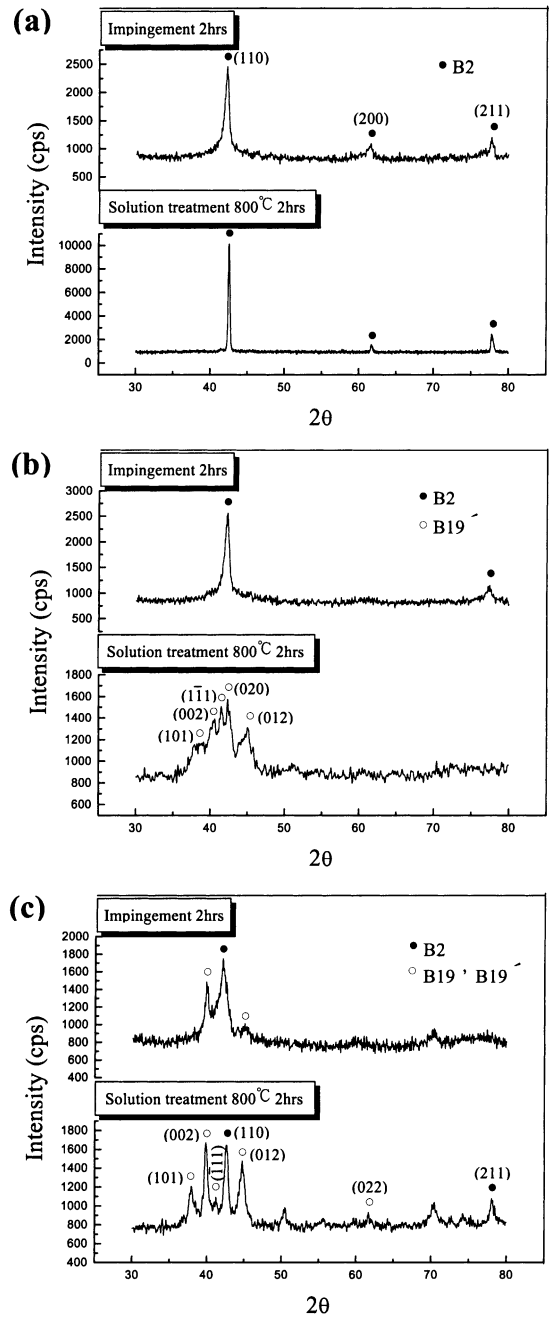 (a)
Impingement 2hrs
(110)
● B2
(200)
(211)
2500
2000
1500
1000
500
Intensity (cps)
Solution treatment 800℃ 2hrs
10000
8000
6000
4000
2000
0
30 40 50 60 70 80
2θ
(b)
Impingement 2hrs
● B2
○ B19´
3000
2500
2000
1500
1000
500
Intensity (cps)
Solution treatment 800℃ 2hrs
(1̄11)
(020)
(002)
(012)
(101)
1800
1600
1400
1200
1000
800
600
30 40 50 60 70 80
2θ
(c)
Impingement 2hrs
● B2
○ B19 , B19´
2000
1800
1600
1400
1200
1000
800
600
400
Intensity (cps)
Solution treatment 800℃ 2hrs
(002)
(110)
(1̄11)
(012)
(101)
(022)
(211)
1800
1600
1400
1200
1000
800
600
400
30 40 50 60 70 80
2θ